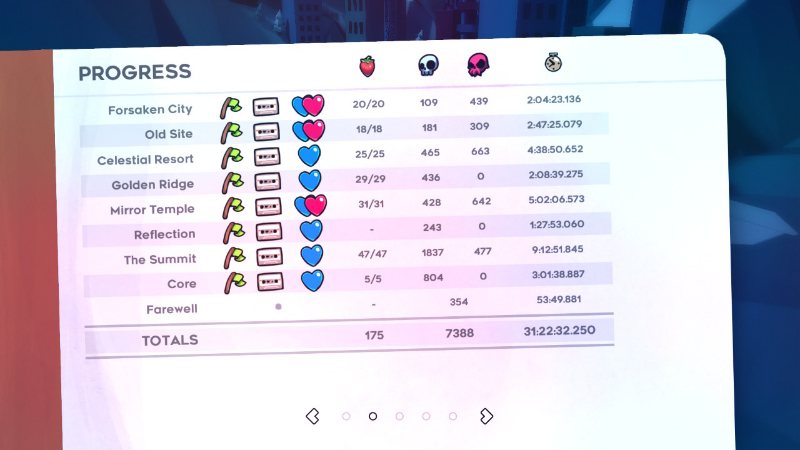 PROGRESS
Forsaken City 20/20 109 439 2:04:23.136
Old Site 18/18 181 309 2:47:25.079
Celestial Resort 25/25 465 663 4:38:50.652
Golden Ridge 29/29 436 0 2:08:39.275
Mirror Temple 31/31 428 642 5:02:06.573
Reflection - 243 0 1:27:53.060
The Summit 47/47 1837 477 9:12:51.845
Core 5/5 804 0 3:01:38.887
Farewell - 354 53:49.881
TOTALS 175 7388 31:22:32.250